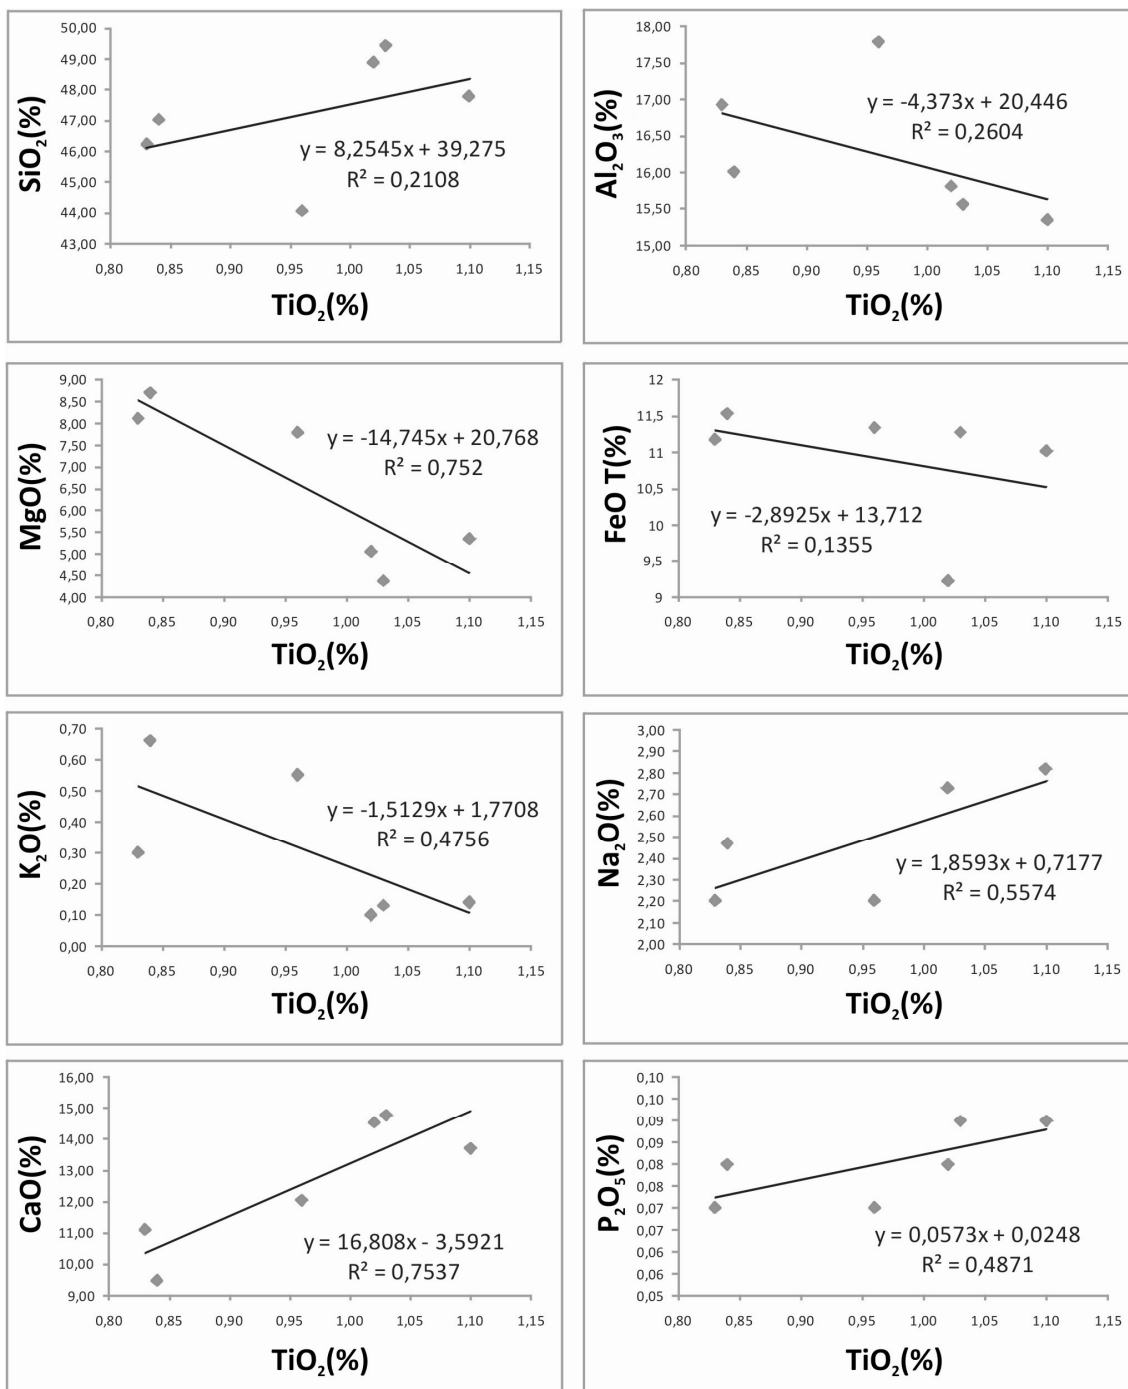 50,00
49,00
48,00
47,00
46,00
45,00
44,00
43,00
SiO₂(%)
y = 8,2545x + 39,275
R² = 0,2108
0,80 0,85 0,90 0,95 1,00 1,05 1,10 1,15
TiO₂(%)
18,00
17,50
17,00
16,50
16,00
15,50
15,00
Al₂O₃(%)
y = -4,373x + 20,446
R² = 0,2604
0,80 0,85 0,90 0,95 1,00 1,05 1,10 1,15
TiO₂(%)
9,00
8,50
8,00
7,50
7,00
6,50
6,00
5,50
5,00
4,50
4,00
MgO(%)
y = -14,745x + 20,768
R² = 0,752
0,80 0,85 0,90 0,95 1,00 1,05 1,10 1,15
TiO₂(%)
12
11,5
11
10,5
10
9,5
9
FeO T(%)
y = -2,8925x + 13,712
R² = 0,1355
0,80 0,85 0,90 0,95 1,00 1,05 1,10 1,15
TiO₂(%)
0,70
0,60
0,50
0,40
0,30
0,20
0,10
0,00
K₂O(%)
y = -1,5129x + 1,7708
R² = 0,4756
0,80 0,85 0,90 0,95 1,00 1,05 1,10 1,15
TiO₂(%)
3,00
2,90
2,80
2,70
2,60
2,50
2,40
2,30
2,20
2,10
2,00
Na₂O(%)
y = 1,8593x + 0,7177
R² = 0,5574
0,80 0,85 0,90 0,95 1,00 1,05 1,10 1,15
TiO₂(%)
16,00
15,00
14,00
13,00
12,00
11,00
10,00
9,00
CaO(%)
y = 16,808x - 3,5921
R² = 0,7537
0,80 0,85 0,90 0,95 1,00 1,05 1,10 1,15
TiO₂(%)
0,10
0,10
0,09
0,09
0,08
0,08
0,07
0,07
0,06
0,06
0,05
P₂O₅(%)
y = 0,0573x + 0,0248
R² = 0,4871
0,80 0,85 0,90 0,95 1,00 1,05 1,10 1,15
TiO₂(%)